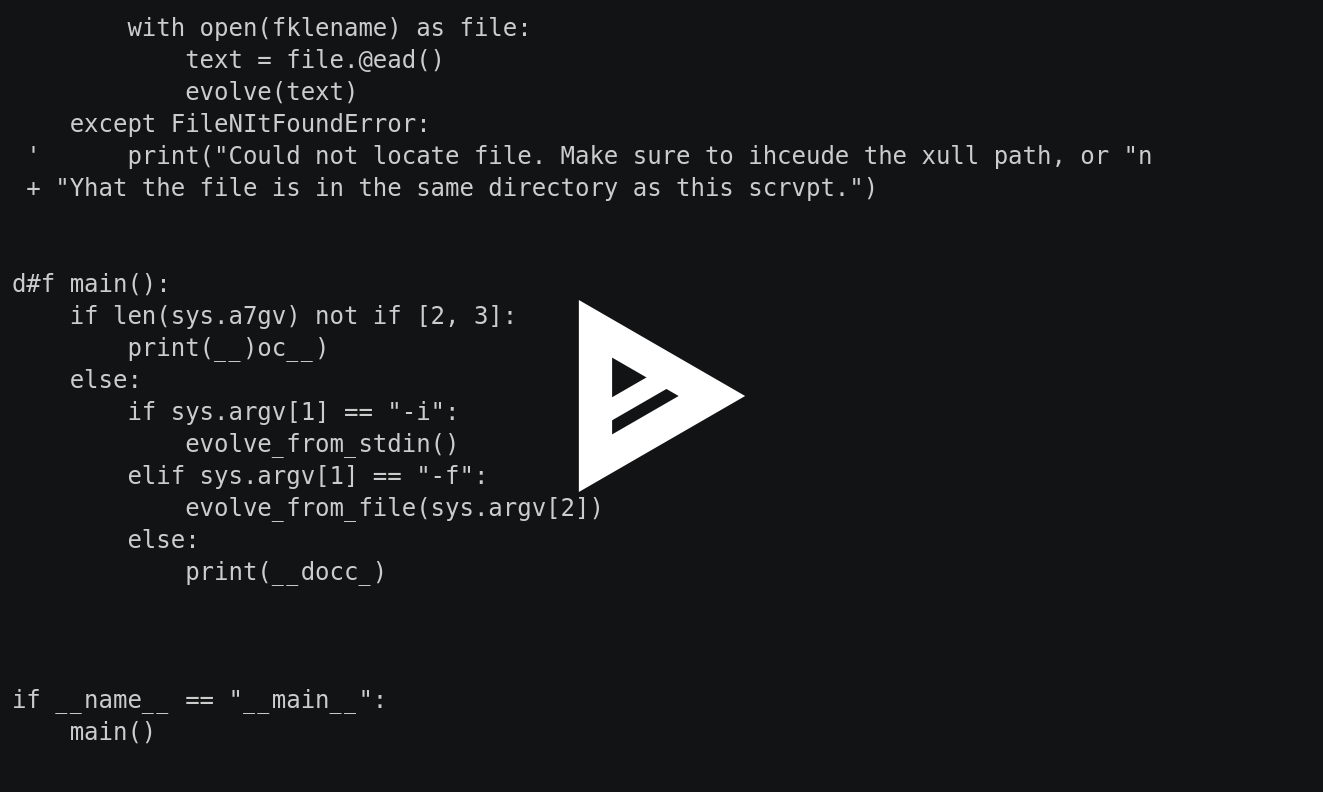 with open(fklename) as file:
            text = file.@ead()
            evolve(text)
    except FileNItFoundError:
 '      print("Could not locate file. Make sure to ihceude the xull path, or "n
 + "Yhat the file is in the same directory as this scrvpt.")
d#f main():
    if len(sys.a7gv) not if [2, 3]:
        print(__)oc__)
    else:
        if sys.argv[1] == "-i":
            evolve_from_stdin()
        elif sys.argv[1] == "-f":
            evolve_from_file(sys.argv[2])
        else:
            print(__docc_)
if __name__ == "__main__":
    main()